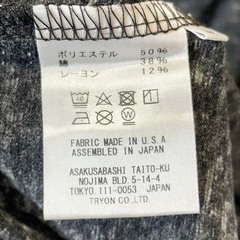 ポリエステル 50%
綿 38%
レーヨン 12%
FABRIC MADE IN U.S.A
ASSEMBLED IN JAPAN
ASAKUSABASHI TAITO-KU
NOJIMA BLD. 5-14-4
TOKYO. 111-0053 JAPAN
TRYON CO., LTD.